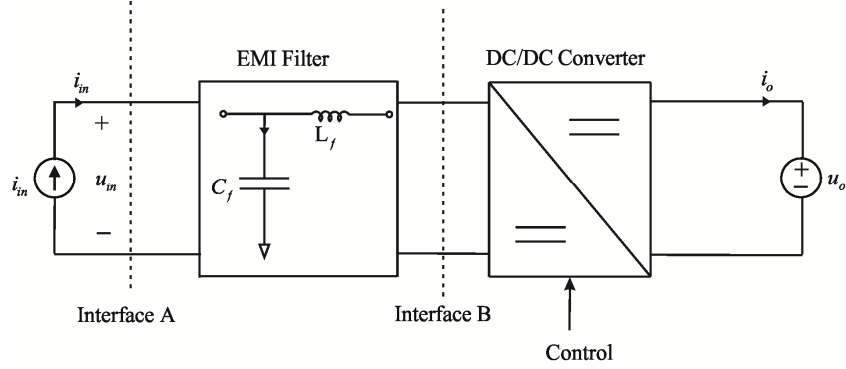 EMI Filter
DC/DC Converter
i_in
i_o
+
L_f
i_in
u_in
C_f
+
−
u_o
−
Interface A
Interface B
Control